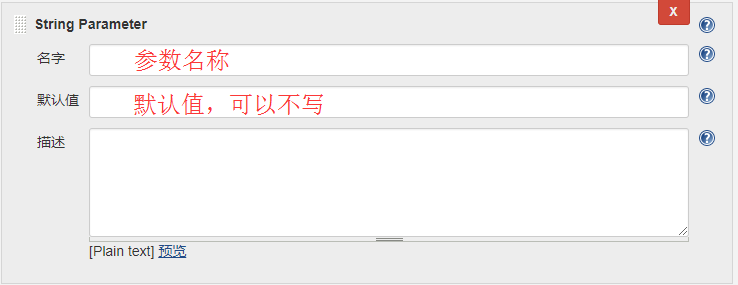 String Parameter
X
名字
参数名称
默认值
默认值，可以不写
描述
[Plain text] 预览